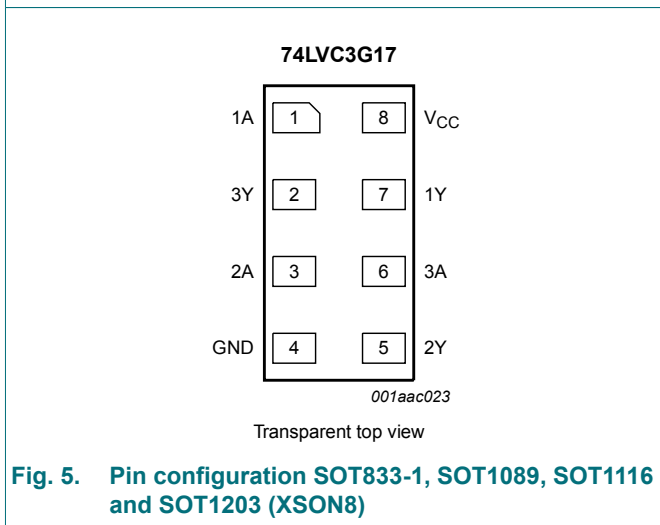 74LVC3G17
1A 1 8 VCC
3Y 2 7 1Y
2A 3 6 3A
GND 4 5 2Y
001aac023
Transparent top view
Fig. 5. Pin configuration SOT833-1, SOT1089, SOT1116
and SOT1203 (XSON8)